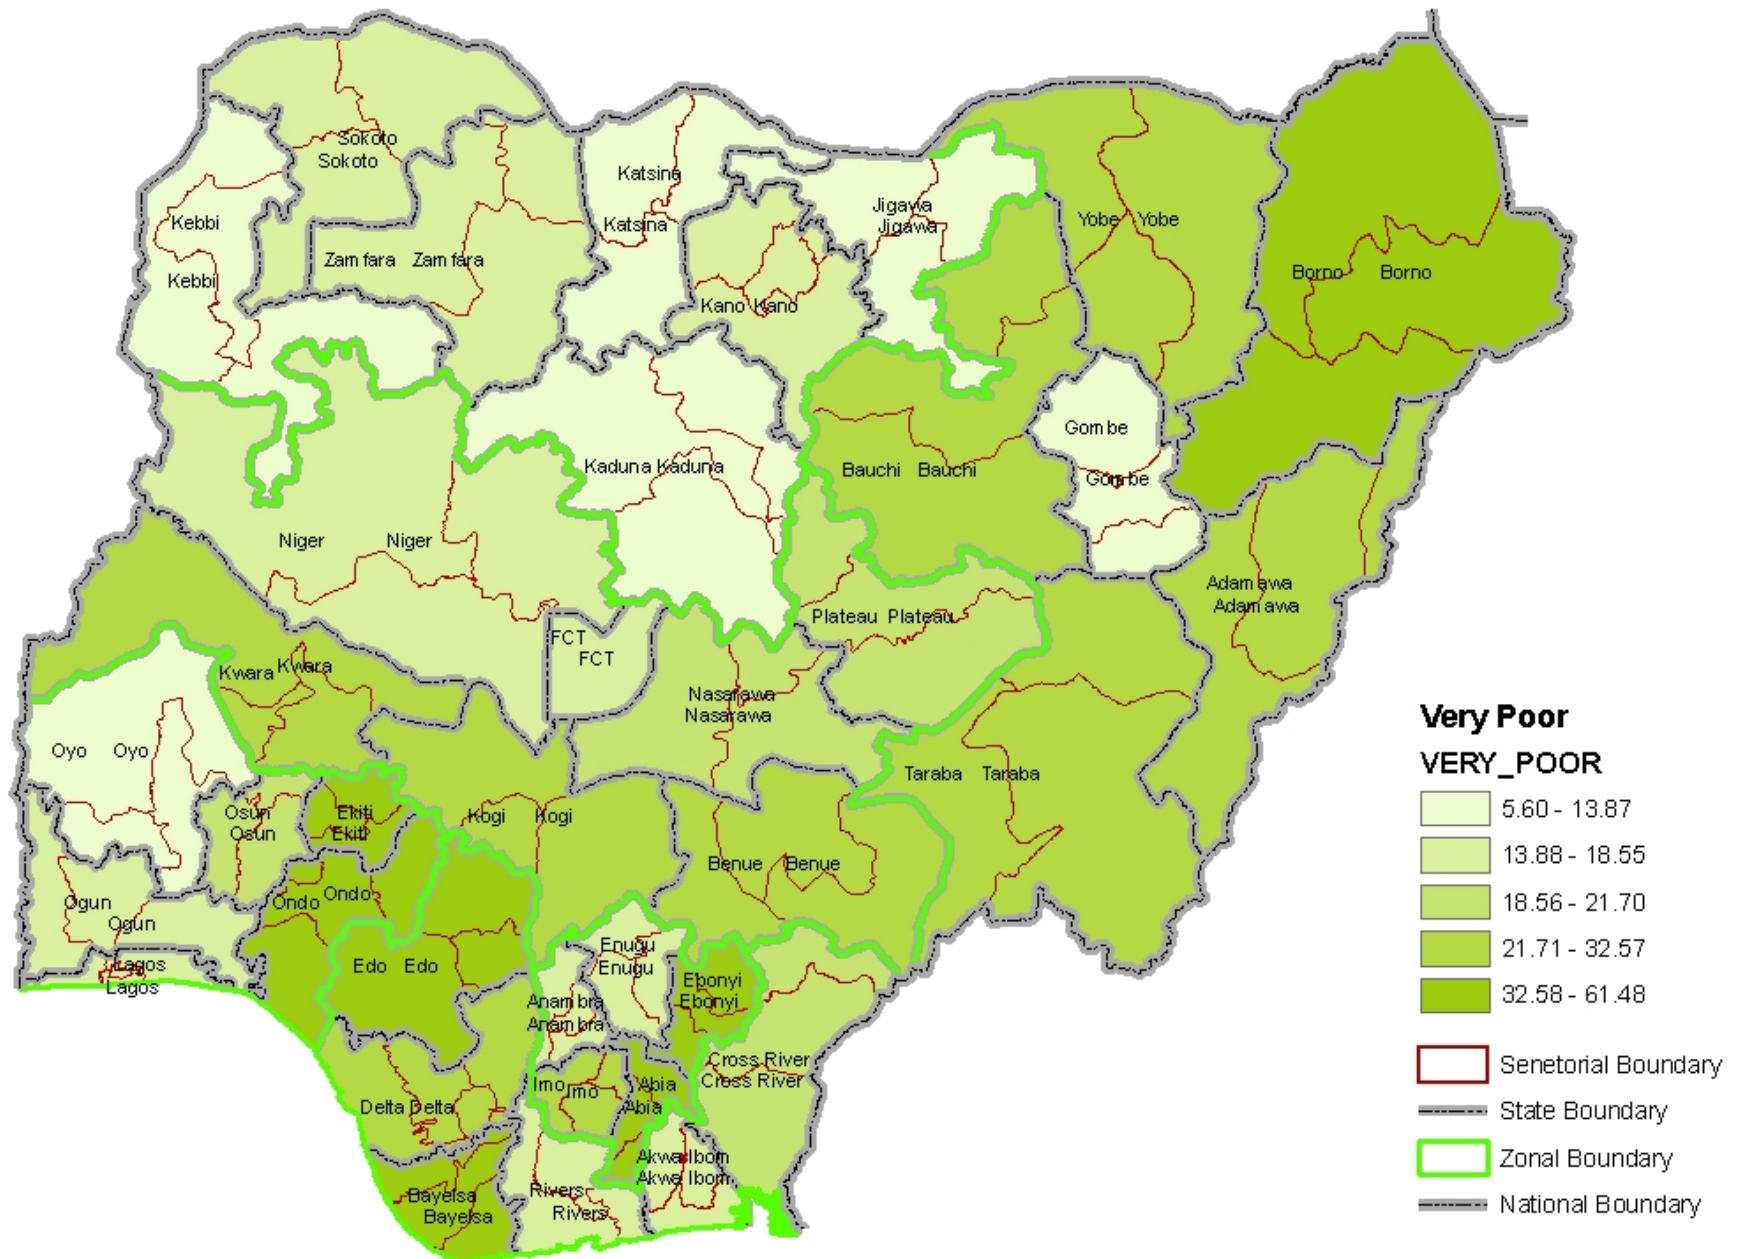 Sokoto
Sokoto
Katsina
Kebbi
Jigawa
Yobe Yobe
Katsina
Jigawa
Zamfara Zamfara
Borno Borno
Kebbi
Kano Kano
Gombe
Kaduna Kaduna
Bauchi Bauchi
Gombe
Niger Niger
Adamawa
Adamawa
Plateau Plateau
FCT
FCT
Kwara Kwara
Nasarawa
Nasarawa
Oyo Oyo
Taraba Taraba
Osun
Osun
Ekiti
Ekiti
Kogi Kogi
Benue Benue
Ondo Ondo
Ogun
Ogun
Enugu
Enugu
Lagos
Lagos
Edo Edo
Ebonyi
Ebonyi
Anambra
Anambra
Cross River
Cross River
Imo Imo
Abia
Abia
Delta Delta
Akwa Ibom
Akwa Ibom
Bayelsa
Bayelsa
Rivers
Rivers
Very Poor
VERY_POOR
5.60 - 13.87
13.88 - 18.55
18.56 - 21.70
21.71 - 32.57
32.58 - 61.48
Senetorial Boundary
State Boundary
Zonal Boundary
National Boundary